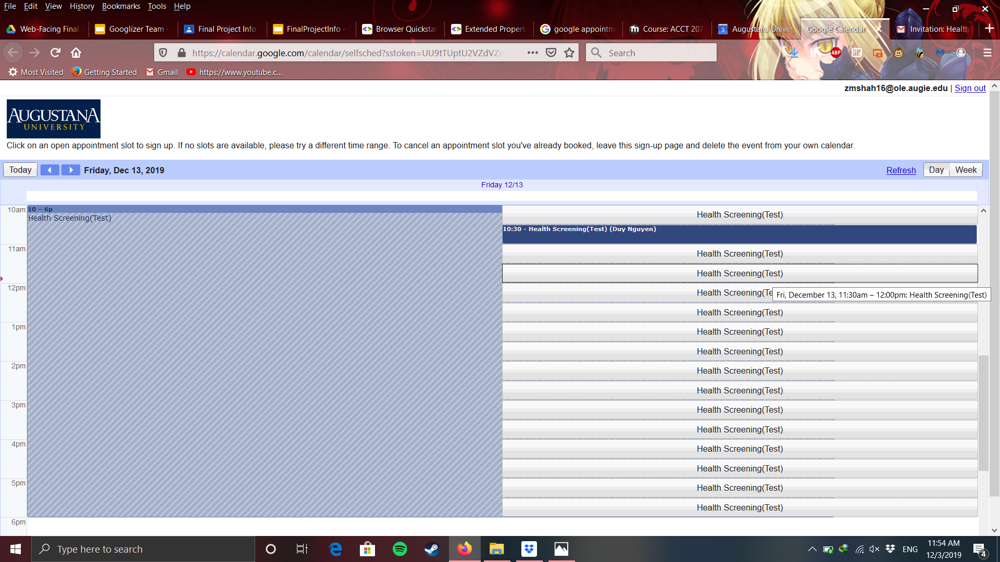 File Edit View History Bookmarks Tools Help
Web-Facing Final
Googlizer Team -
Final Project Info
FinalProjectInfo -
Browser Quickstar
Extended Propert
google appointm
Course: ACCT 207
Augustana Unive
Google Calendar
Invitation: Health
https://calendar.google.com/calendar/selfsched?sstoken=UU9tTUptU2VZdVZ
Search
ABP
Most Visited Getting Started Gmail https://www.youtube.c...
zmshah16@ole.augie.edu | Sign out
AUGUSTANA
UNIVERSITY
Click on an open appointment slot to sign up. If no slots are available, please try a different time range. To cancel an appointment slot you've already booked, leave this sign-up page and delete the event from your own calendar.
Today Friday, Dec 13, 2019 Refresh Day Week
Friday 12/13
10am 10 – 6p Health Screening(Test)
Health Screening(Test)
10:30 - Health Screening(Test) (Duy Nguyen)
11am Health Screening(Test)
Health Screening(Test)
12pm Health Screening(Te
Fri, December 13, 11:30am – 12:00pm: Health Screening(Test)
Health Screening(Test)
1pm Health Screening(Test)
Health Screening(Test)
2pm Health Screening(Test)
Health Screening(Test)
3pm Health Screening(Test)
Health Screening(Test)
4pm Health Screening(Test)
Health Screening(Test)
5pm Health Screening(Test)
Health Screening(Test)
6pm
Type here to search
ENG
11:54 AM
12/3/2019
4